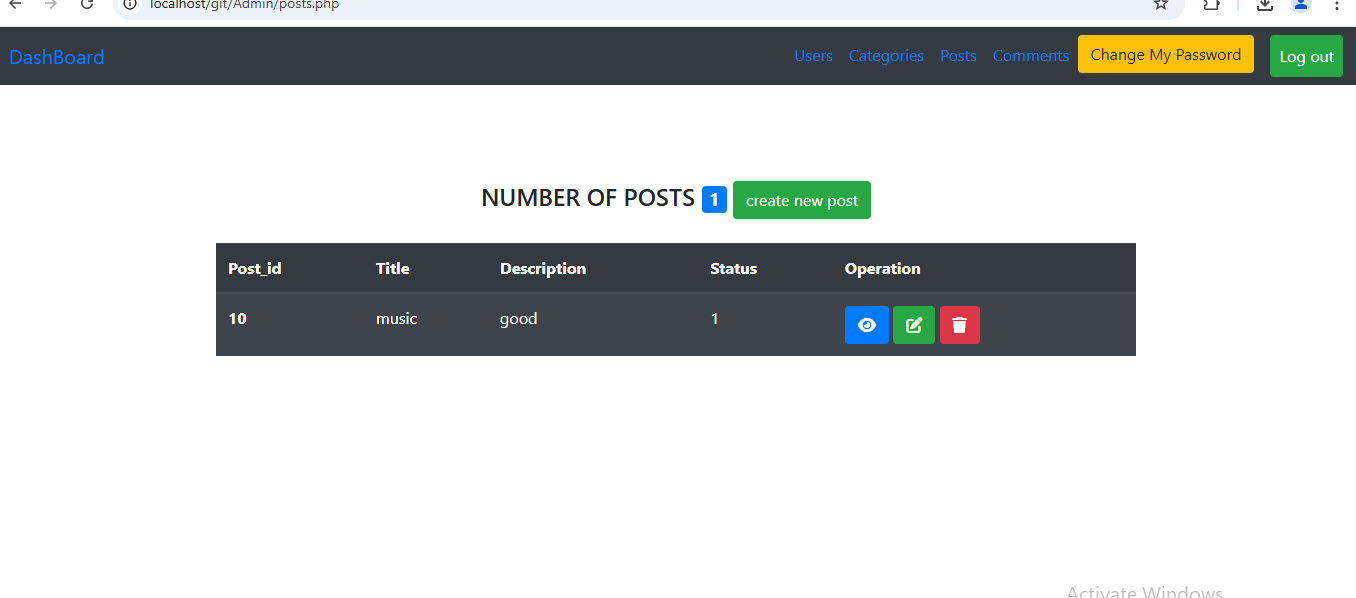 localhost/git/Admin/posts.php
DashBoard Users Categories Posts Comments Change My Password Log out
NUMBER OF POSTS 1 create new post
Post_id Title Description Status Operation
10 music good 1
Activate Windows